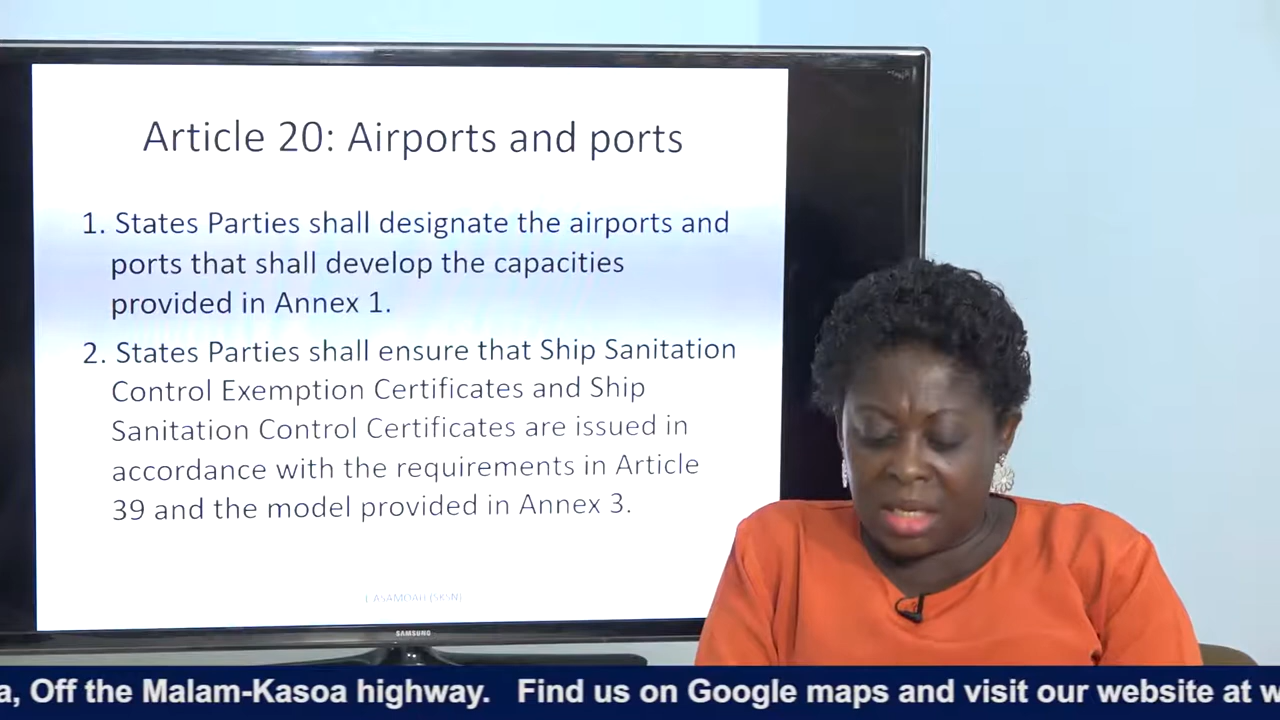 Article 20: Airports and ports
1. States Parties shall designate the airports and
ports that shall develop the capacities
provided in Annex 1.
2. States Parties shall ensure that Ship Sanitation
Control Exemption Certificates and Ship
Sanitation Control Certificates are issued in
accordance with the requirements in Article
39 and the model provided in Annex 3.
ASAMOAH (SKSN)
SAMSUNG
a, Off the Malam-Kasoa highway. Find us on Google maps and visit our website at w